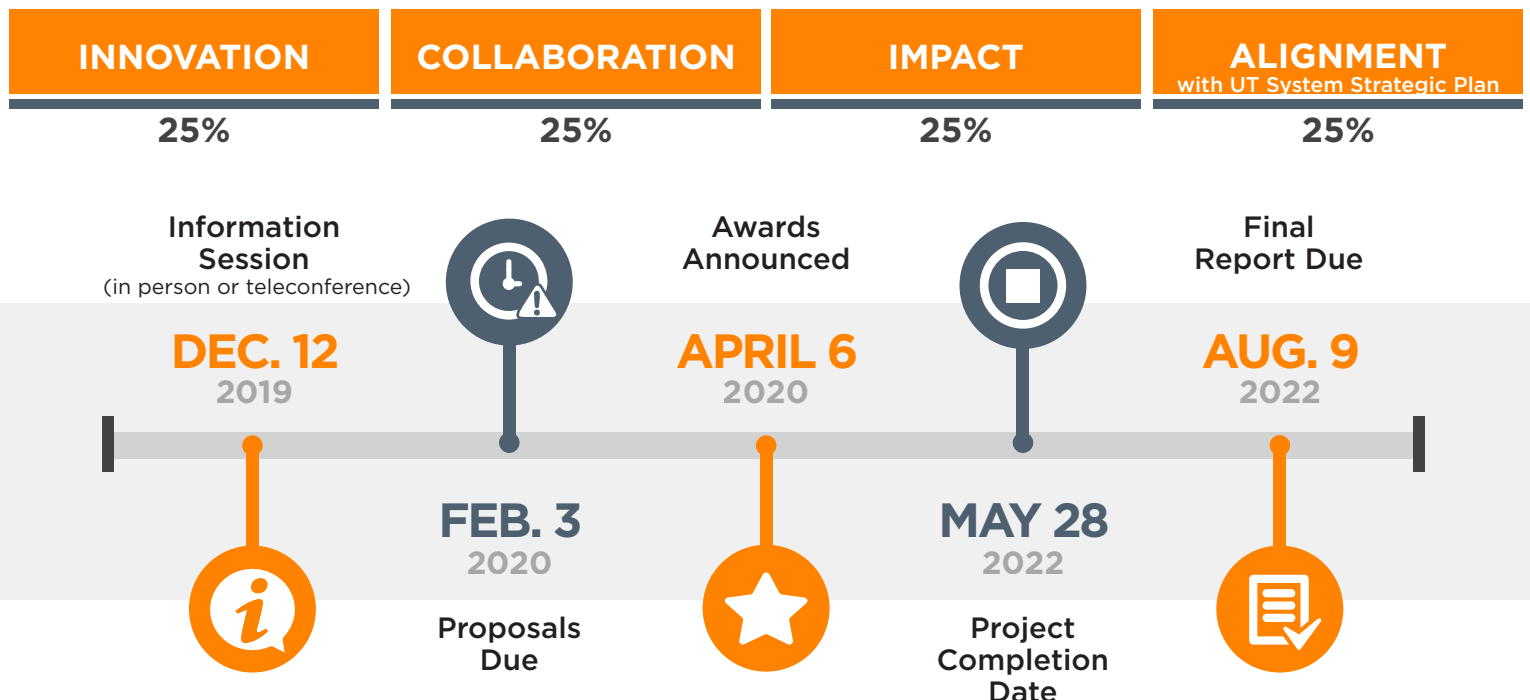 INNOVATION
COLLABORATION
IMPACT
ALIGNMENT
with UT System Strategic Plan
25%
25%
25%
25%
Information
Session
(in person or teleconference)
DEC. 12
2019
FEB. 3
2020
Proposals
Due
Awards
Announced
APRIL 6
2020
MAY 28
2022
Project
Completion
Date
Final
Report Due
AUG. 9
2022